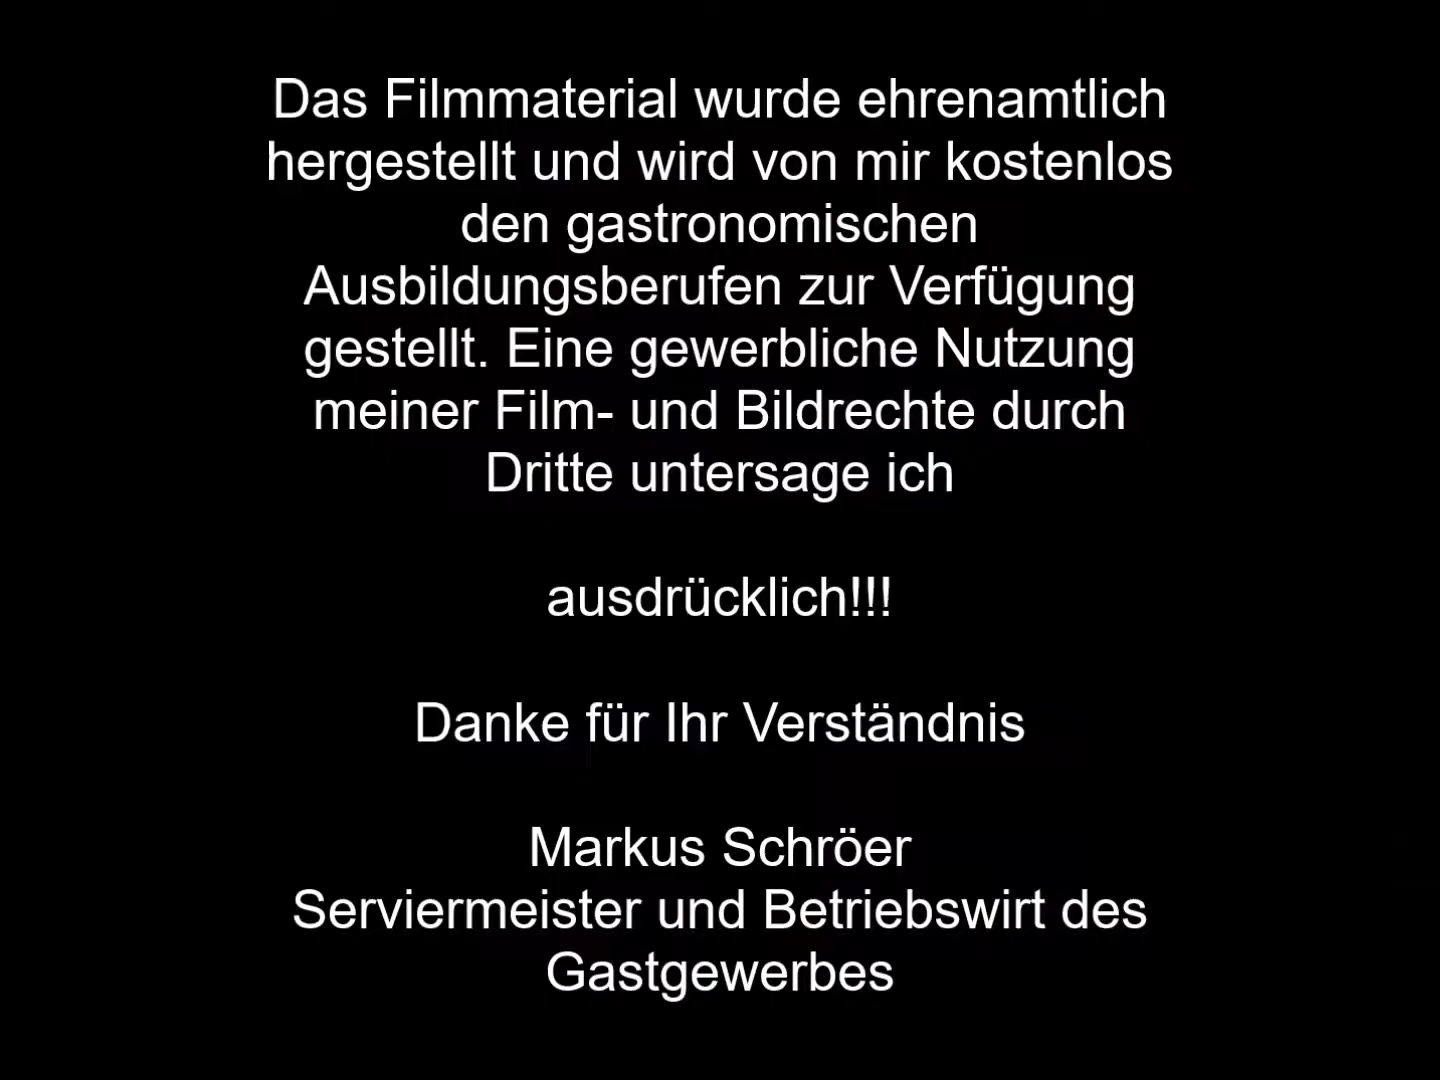 Das Filmmaterial wurde ehrenamtlich
hergestellt und wird von mir kostenlos
den gastronomischen
Ausbildungsberufen zur Verfügung
gestellt. Eine gewerbliche Nutzung
meiner Film- und Bildrechte durch
Dritte untersage ich
ausdrücklich!!!
Danke für Ihr Verständnis
Markus Schröer
Serviermeister und Betriebswirt des
Gastgewerbes